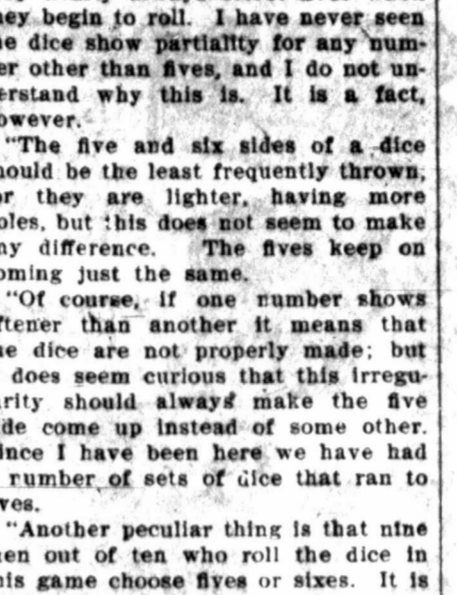 hey begin to roll. I have never seen
he dice show partiality for any num-
er other than fives, and I do not un-
erstand why this is. It is a fact,
owever.
"The five and six sides of a dice
hould be the least frequently thrown,
or they are lighter, having more
oles, but this does not seem to make
ny difference. The fives keep on
oming just the same.
"Of course, if one number shows
ftener than another it means that
he dice are not properly made; but
does seem curious that this irregu-
arity should always make the five
ide come up instead of some other.
ince I have been here we have had
number of sets of dice that ran to
ves.
"Another peculiar thing is that nine
en out of ten who roll the dice in
his game choose fives or sixes. It is